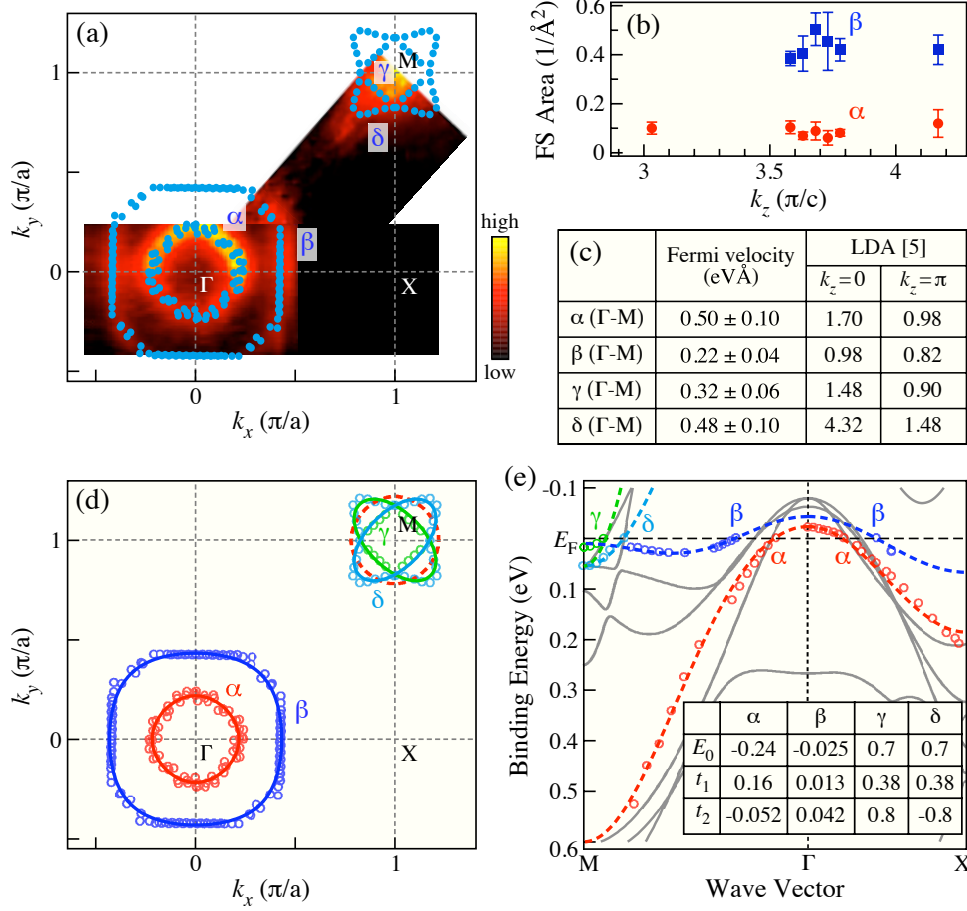 (a)
M
γ
δ
α
β
Γ
X
1
0
k_y (π/a)
0
1
k_x (π/a)
high
low
(b)
β
α
0.6
0.4
0.2
0
FS Area (1/Å²)
3
3.5
4
k_z (π/c)
(c)
Fermi velocity
(eVÅ)
LDA [5]
k_z=0
k_z=π
α (Γ-M) 0.50 ± 0.10 1.70 0.98
β (Γ-M) 0.22 ± 0.04 0.98 0.82
γ (Γ-M) 0.32 ± 0.06 1.48 0.90
δ (Γ-M) 0.48 ± 0.10 4.32 1.48
(d)
M
γ
δ
α
β
Γ
X
1
0
k_y (π/a)
0
1
k_x (π/a)
(e)
γ
δ
β
β
α
α
-0.1
E_F
0.1
0.2
0.3
0.4
0.5
0.6
Binding Energy (eV)
α β γ δ
E_0 -0.24 -0.025 0.7 0.7
t_1 0.16 0.013 0.38 0.38
t_2 -0.052 0.042 0.8 -0.8
M
Γ
X
Wave Vector